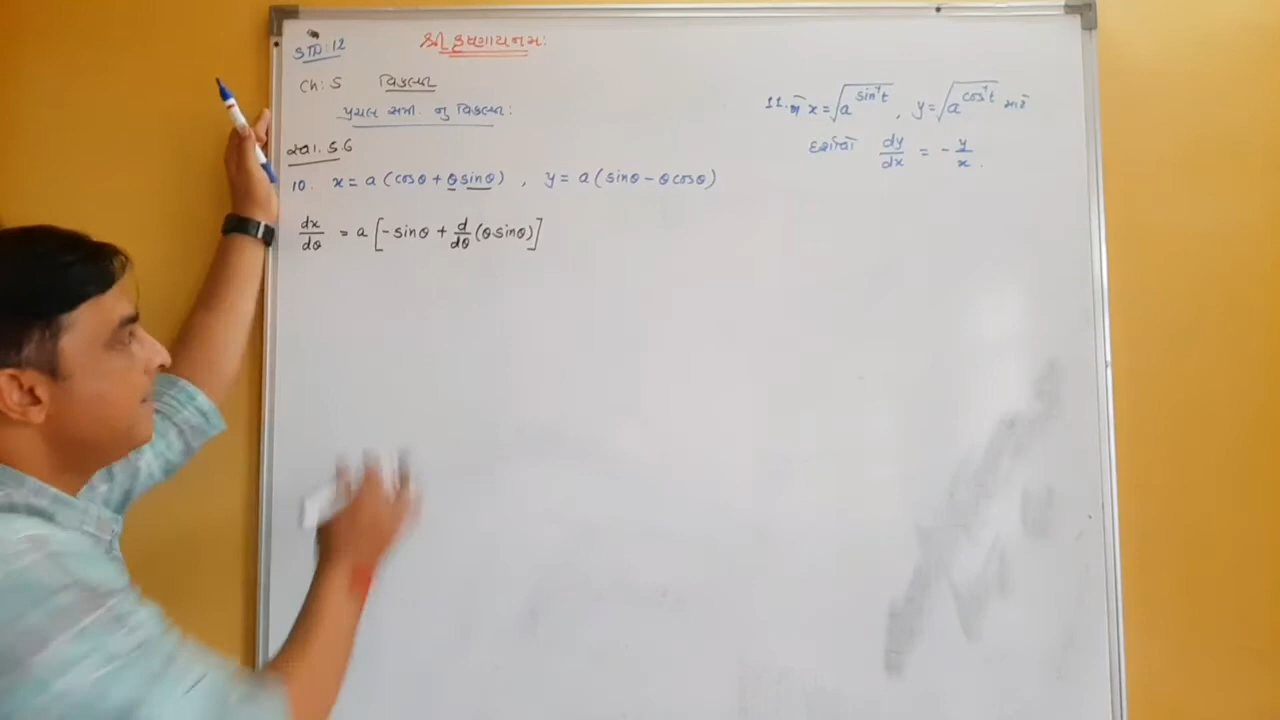 STD: 12
શ્રી કૃષ્ણાય નમ:
Ch: 5 વિકલન
પ્રચલ સમી. નુ વિકલન:
સ્વા. 5.6
10. x = a (cosθ + θ sinθ) , y = a (sinθ − θ cosθ)
dx/dθ = a [-sinθ + d/dθ (θ sinθ)]
11. x = √a^(sin⁻¹t) , y = √a^(cos⁻¹t) માટે
દર્શાવો dy/dx = - y/x .